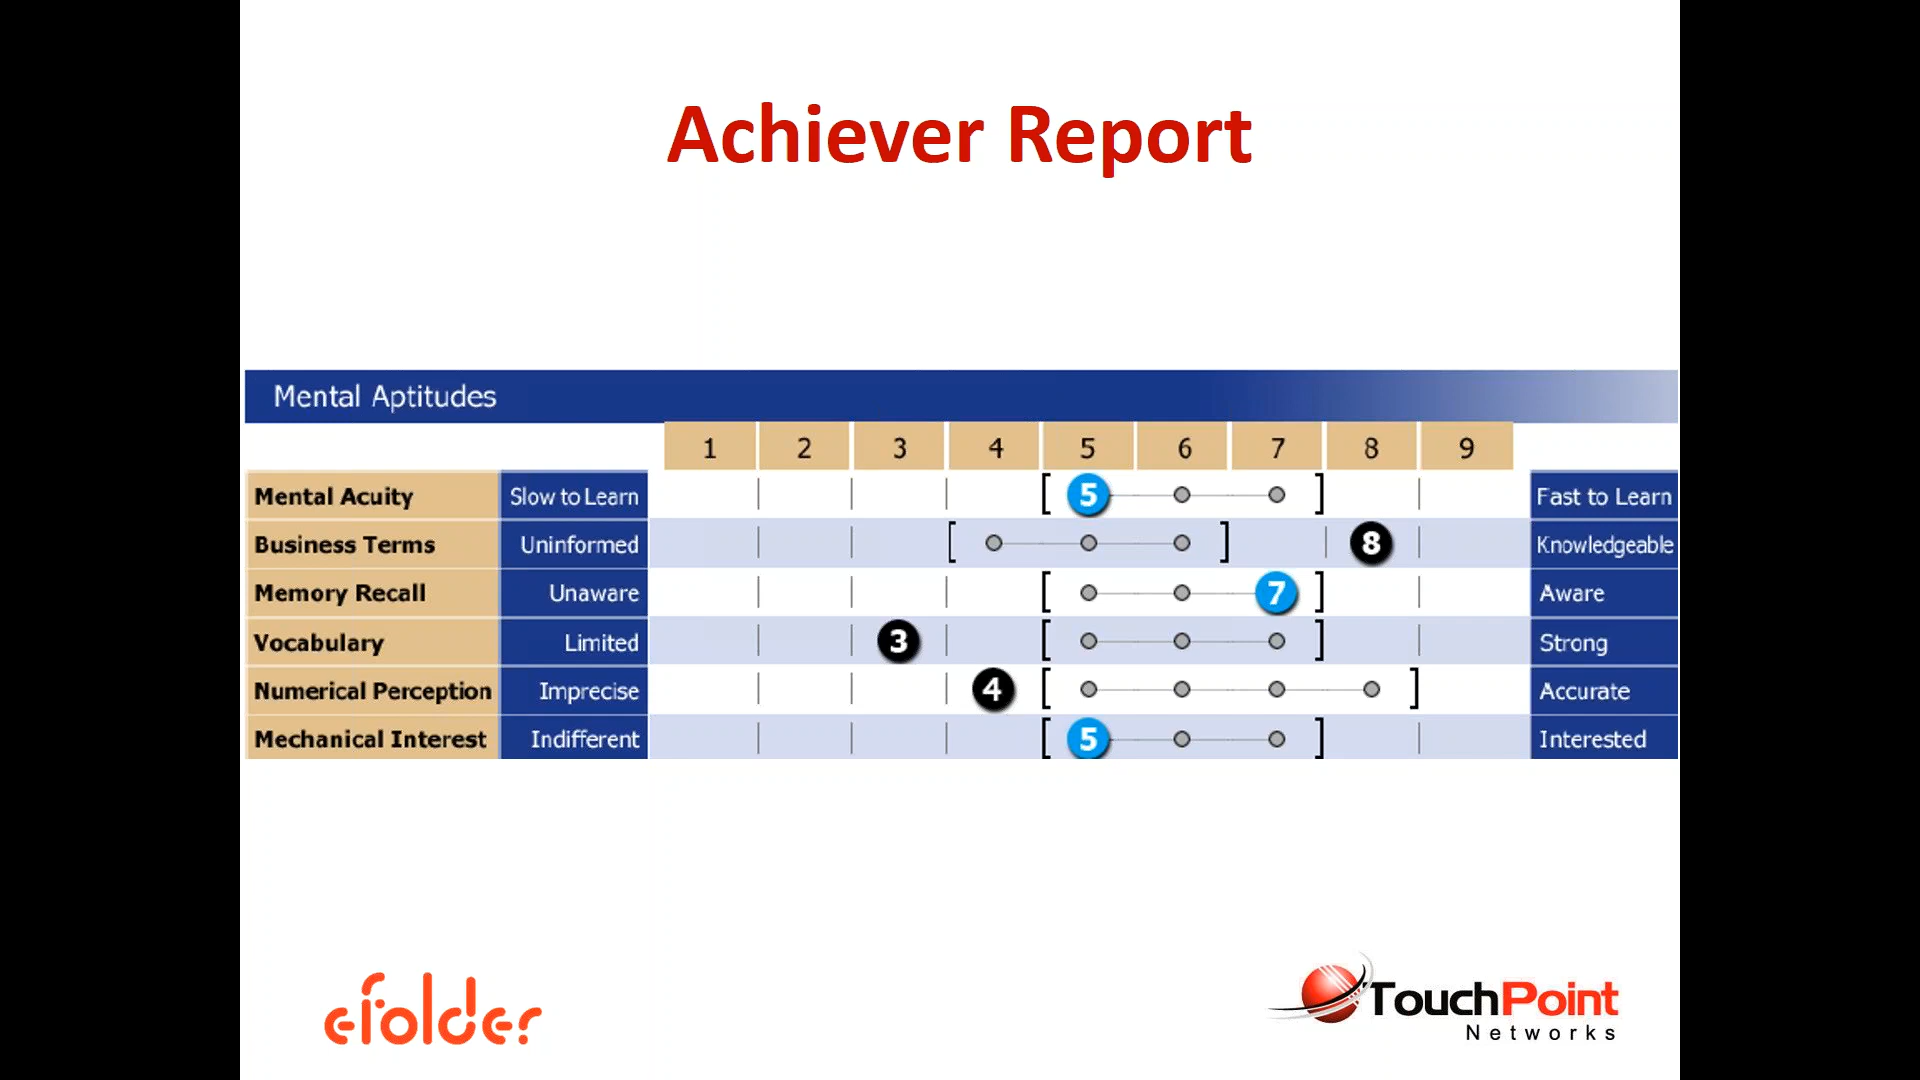 Achiever Report
Mental Aptitudes
1 2 3 4 5 6 7 8 9
Mental Acuity Slow to Learn [ 5 ] Fast to Learn
Business Terms Uninformed [ ] 8 Knowledgeable
Memory Recall Unaware [ 7 ] Aware
Vocabulary Limited 3 [ ] Strong
Numerical Perception Imprecise 4 [ ] Accurate
Mechanical Interest Indifferent [ 5 ] Interested
efolder
TouchPoint
Networks